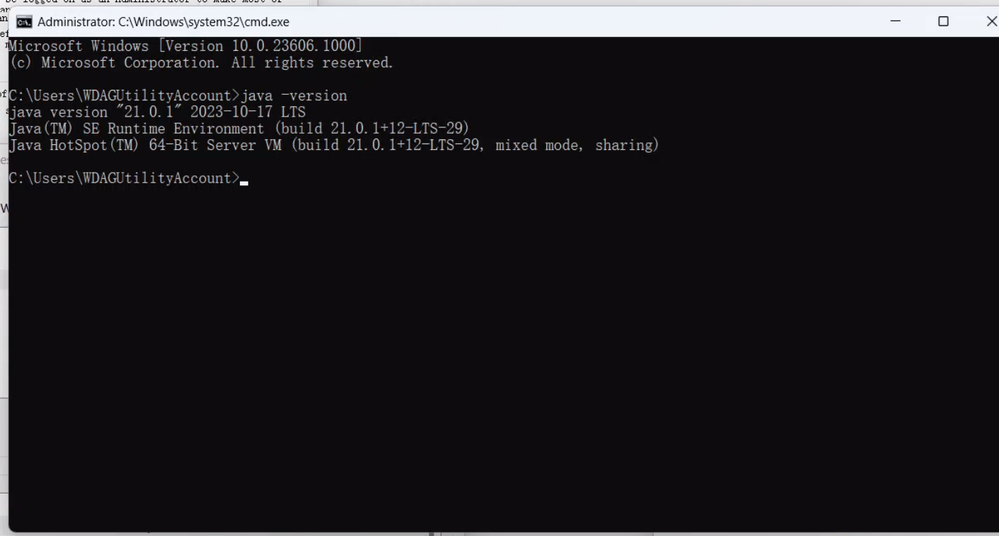 be logged on as an Administrator to make most of
Administrator: C:\Windows\system32\cmd.exe
Microsoft Windows [Version 10.0.23606.1000]
(c) Microsoft Corporation. All rights reserved.
C:\Users\WDAGUtilityAccount>java -version
java version "21.0.1" 2023-10-17 LTS
Java(TM) SE Runtime Environment (build 21.0.1+12-LTS-29)
Java HotSpot(TM) 64-Bit Server VM (build 21.0.1+12-LTS-29, mixed mode, sharing)
C:\Users\WDAGUtilityAccount>